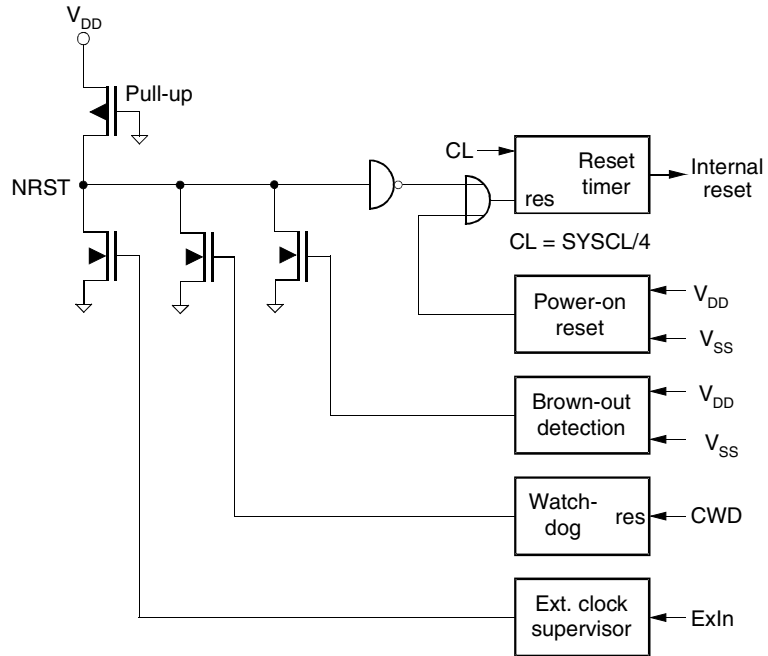 VDD
Pull-up
NRST
CL
Reset
timer
res
Internal
reset
CL = SYSCL/4
Power-on
reset
VDD
VSS
Brown-out
detection
VDD
VSS
Watch-
dog
res
CWD
Ext. clock
supervisor
ExIn